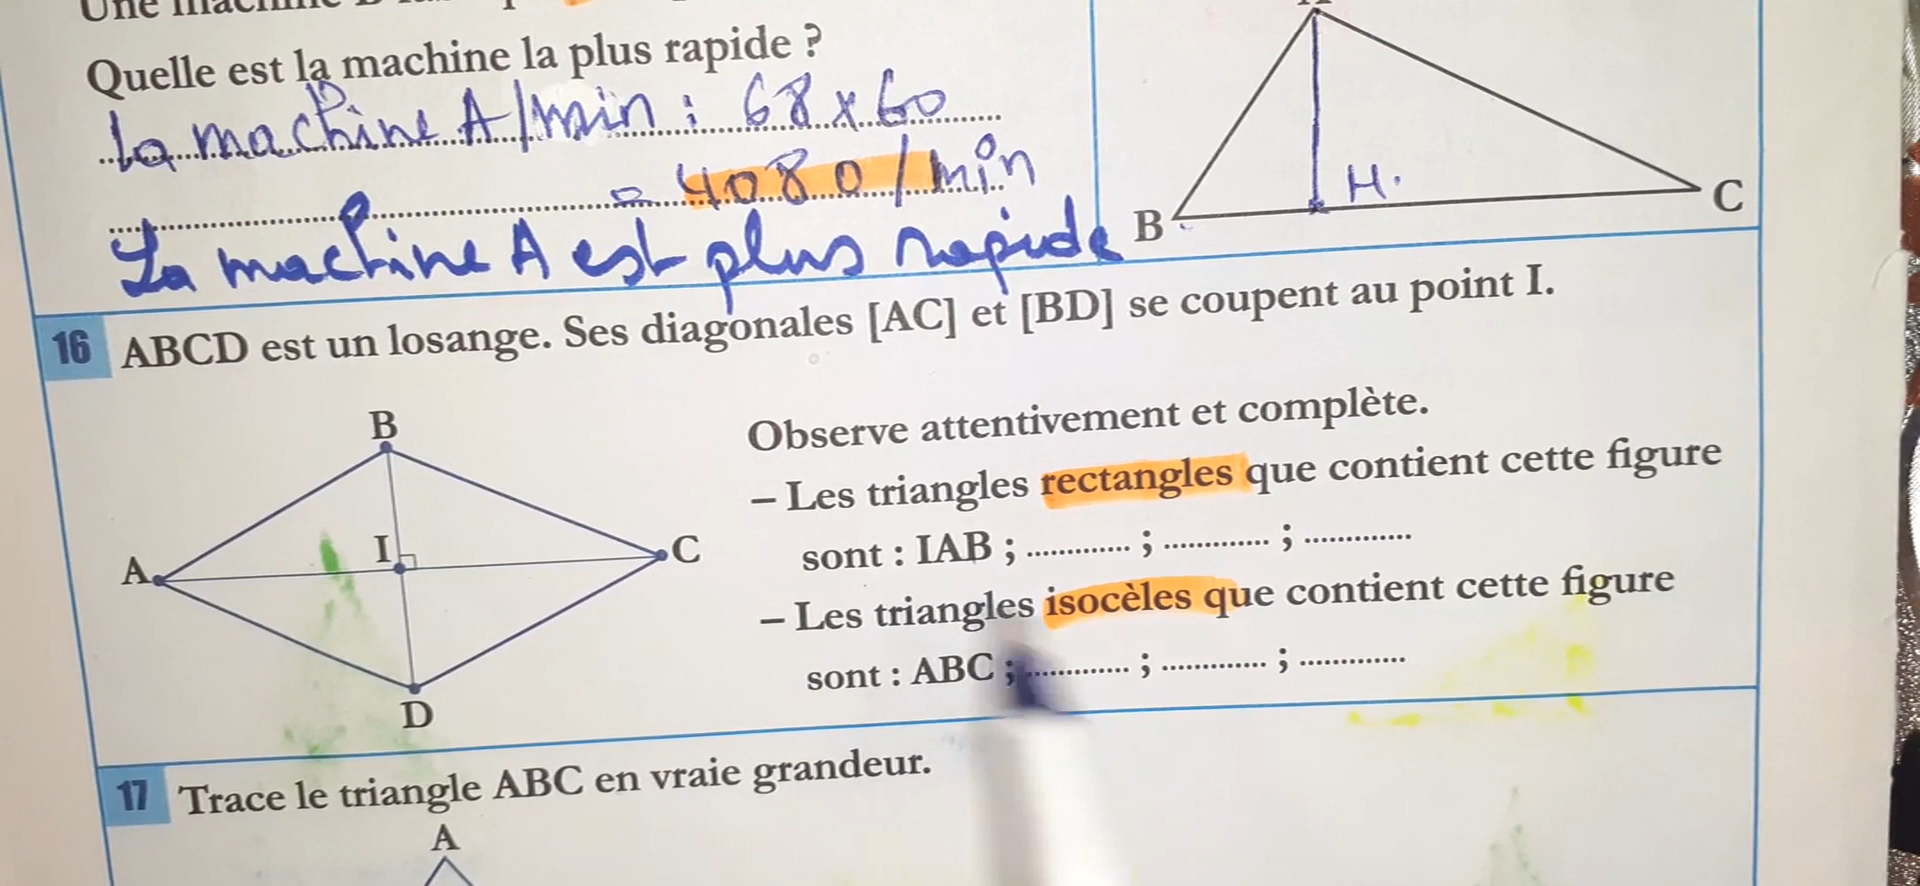 Quelle est la machine la plus rapide ?
la machine A/min : 68 x 60
= 4080/min
La machine A est plus rapide
H.
B
C
16 ABCD est un losange. Ses diagonales [AC] et [BD] se coupent au point I.
B
A
I
C
D
Observe attentivement et complète.
– Les triangles rectangles que contient cette figure
sont : IAB ; ............. ; ............. ; .............
– Les triangles isocèles que contient cette figure
sont : ABC ; ............. ; ............. ; .............
17 Trace le triangle ABC en vraie grandeur.
A